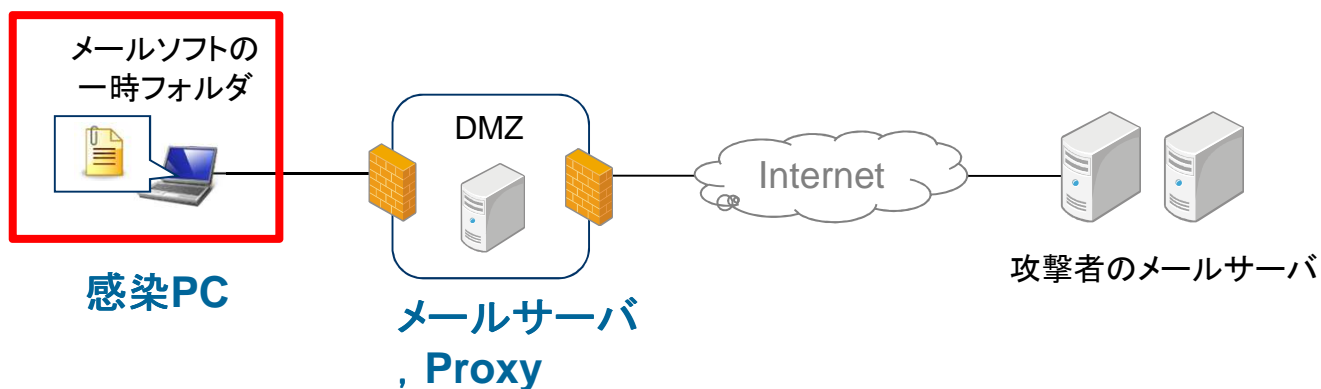 メールソフトの
一時フォルダ
DMZ
Internet
感染PC
メールサーバ
, Proxy
攻撃者のメールサーバ